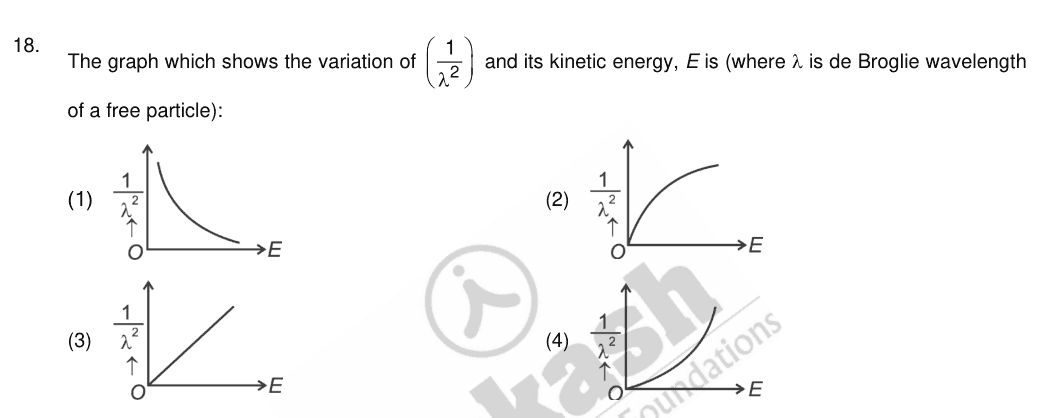 18. The graph which shows the variation of (1/λ²) and its kinetic energy, E is (where λ is de Broglie wavelength
of a free particle):
(1) 1/λ² ↑ O E
(2) 1/λ² ↑ O E
(3) 1/λ² ↑ O E
(4) 1/λ² ↑ O E
kash
Foundations